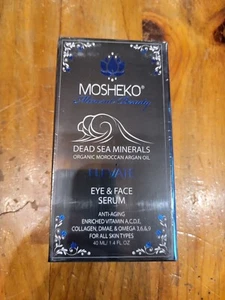 MOSHEKO®
DEAD SEA MINERALS
ORGANIC MOROCCAN ARGAN OIL
EYE & FACE
SERUM
ANTI-AGING
ENRICHED VITAMIN A,C,D,E,
COLLAGEN, DMAE, & OMEGA 3,6,&9
FOR ALL SKIN TYPES
40 ML/ 1.4 FL OZ